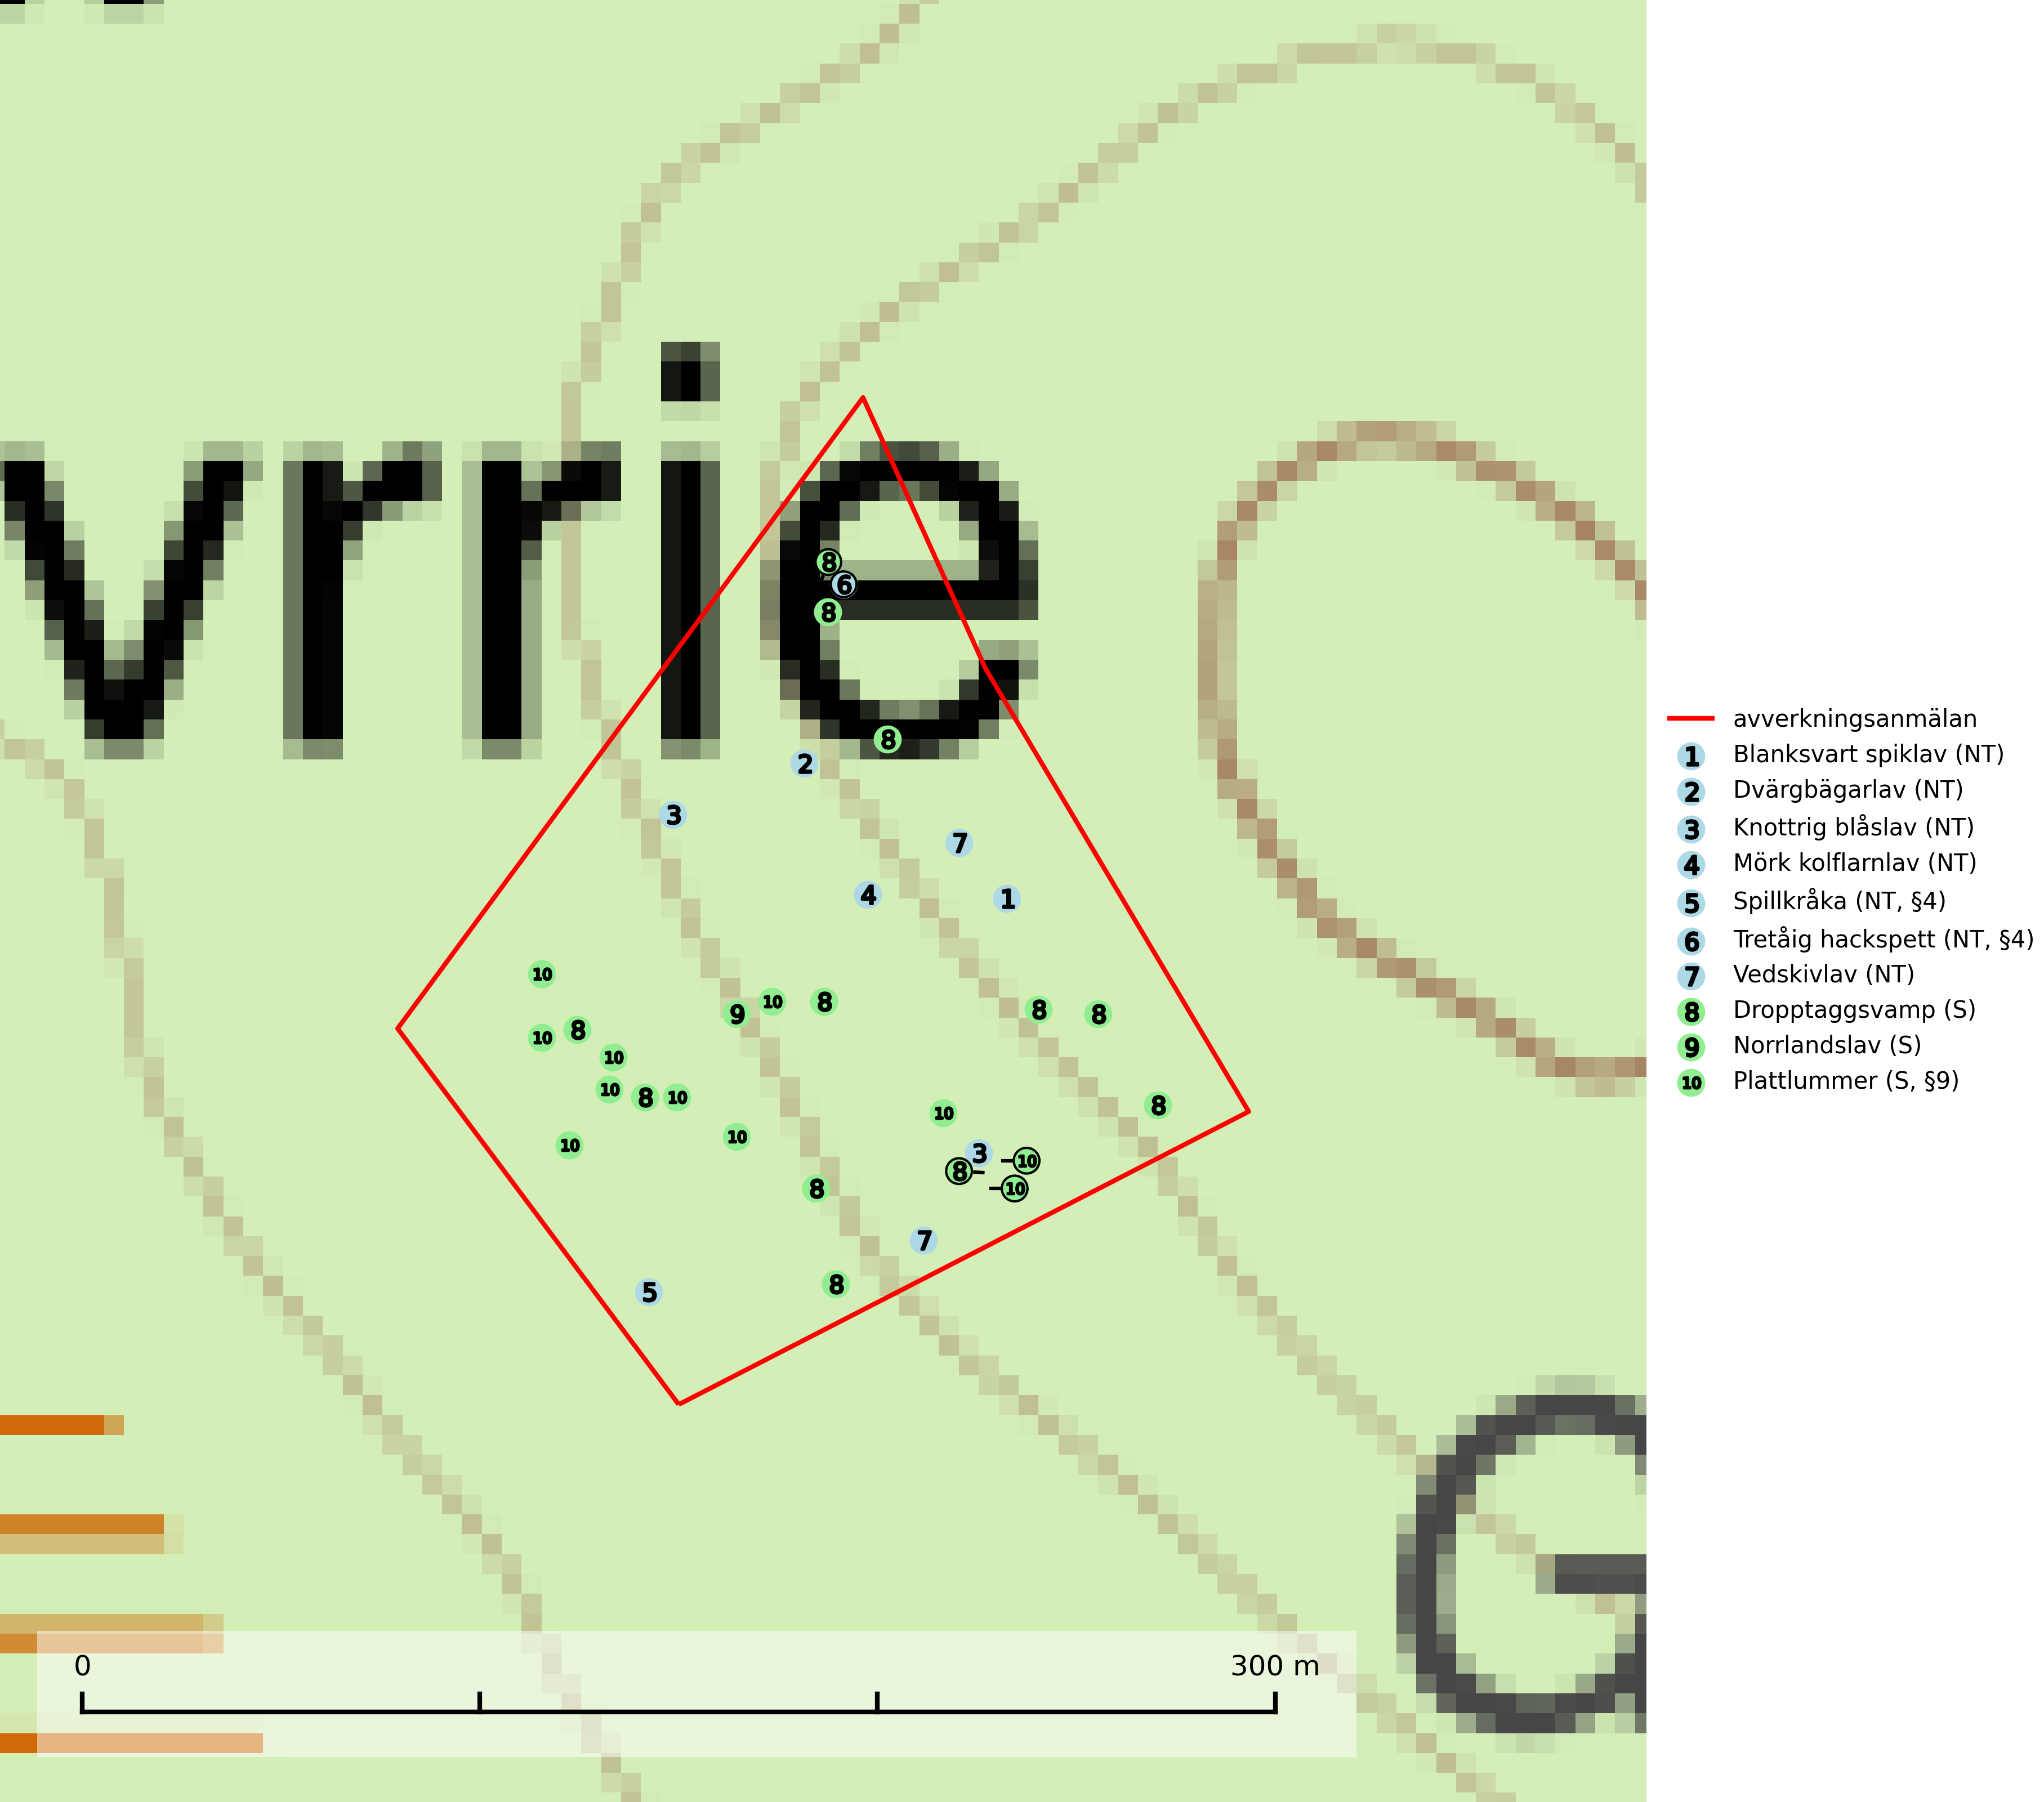 vrrie
8
6
8
8
2
3
7
4
1
10
9
10
8
8
8
10
8
10
10
8
10
8
10
10
10
3
8
10
10
8
7
8
5
G
0 300 m
avverkningsanmälan
1 Blanksvart spiklav (NT)
2 Dvärgbägarlav (NT)
3 Knottrig blåslav (NT)
4 Mörk kolflarnlav (NT)
5 Spillkråka (NT, §4)
6 Tretåig hackspett (NT, §4)
7 Vedskivlav (NT)
8 Dropptaggsvamp (S)
9 Norrlandslav (S)
10 Plattlummer (S, §9)